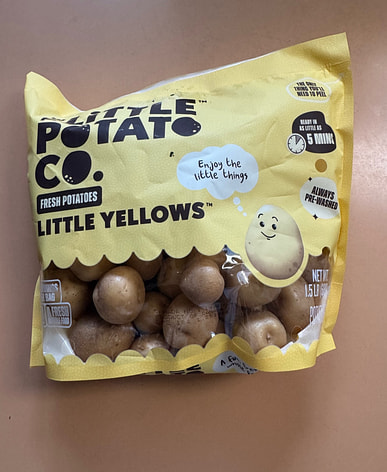 LITTLE™
POTATO
CO.
FRESH POTATOES
LITTLE YELLOWS™
Enjoy the
little things
THE ONLY
THING YOU'LL
NEED TO PEEL
READY IN
AS LITTLE AS
5 MIN!
ALWAYS
PRE-WASHED
NET WT
1.5 LB